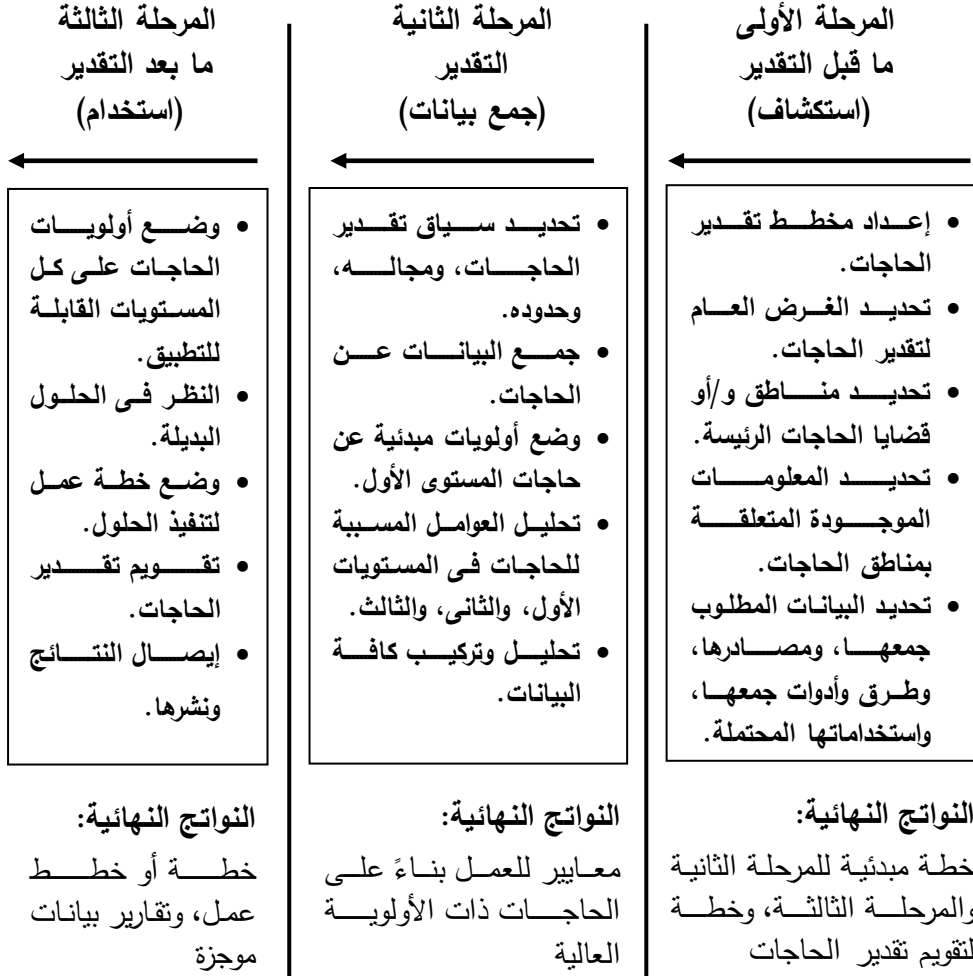 المرحلة الأولى
ما قبل التقدير
(استكشاف)
• إعداد مخطط تقدير
الحاجات.
• تحديد الغرض العام
لتقدير الحاجات.
• تحديد مناطق و/أو
قضايا الحاجات الرئيسة.
• تحديد المعلومات
الموجودة المتعلقة
بمناطق الحاجات.
• تحديد البيانات المطلوب
جمعها، ومصادرها،
وطرق وأدوات جمعها،
واستخداماتها المحتملة.
النواتج النهائية:
خطة مبدئية للمرحلة الثانية
والمرحلة الثالثة، وخطة
لتقويم تقدير الحاجات
المرحلة الثانية
التقدير
(جمع بيانات)
• تحديد سياق تقدير
الحاجات، ومجاله،
وحدوده.
• جمع البيانات عن
الحاجات.
• وضع أولويات مبدئية عن
حاجات المستوى الأول.
• تحليل العوامل المسببة
للحاجات فى المستويات
الأول، والثانى، والثالث.
• تحليل وتركيب كافة
البيانات.
النواتج النهائية:
معايير للعمل بناءً على
الحاجات ذات الأولوية
العالية
المرحلة الثالثة
ما بعد التقدير
(استخدام)
• وضع أولويات
الحاجات على كل
المستويات القابلة
للتطبيق.
• النظر فى الحلول
البديلة.
• وضع خطة عمل
لتنفيذ الحلول.
• تقويم تقدير
الحاجات.
• إيصال النتائج
ونشرها.
النواتج النهائية:
خطة أو خطط
عمل، وتقارير بيانات
موجزة